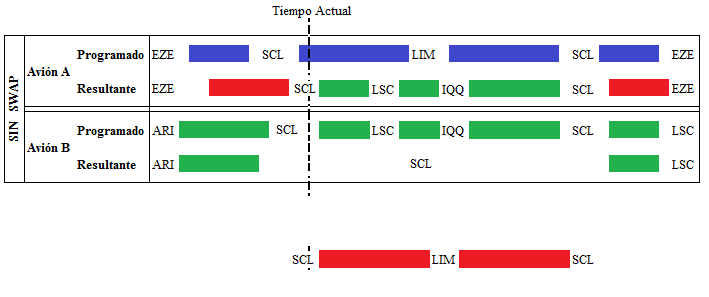 Tiempo Actual
SIN SWAP
Avión A
Programado EZE SCL LIM SCL EZE
Resultante EZE SCL LSC IQQ SCL EZE
Avión B
Programado ARI SCL LSC IQQ SCL LSC
Resultante ARI SCL LSC
SCL LIM SCL